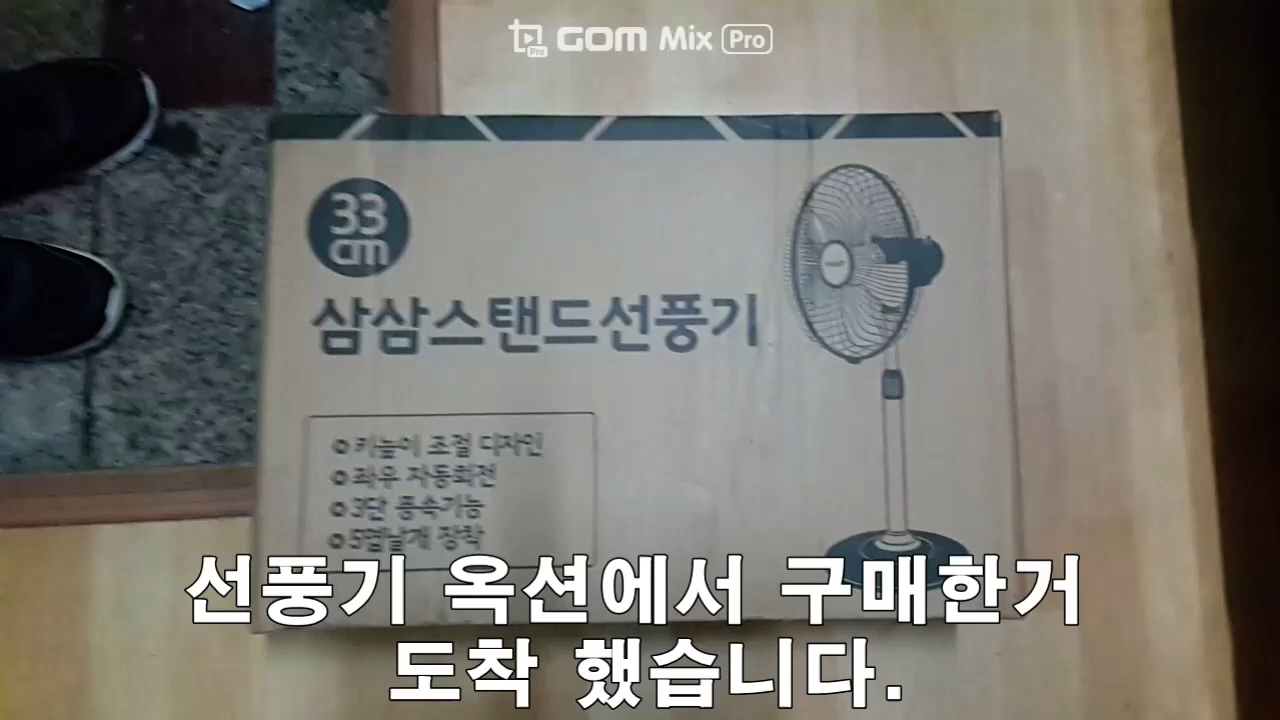 GOM Mix Pro
33
cm
삼삼스탠드선풍기
키높이 조절 디자인
좌우 자동회전
3단 풍속기능
5엽날개 장착
선풍기 옥션에서 구매한거
도착 했습니다.